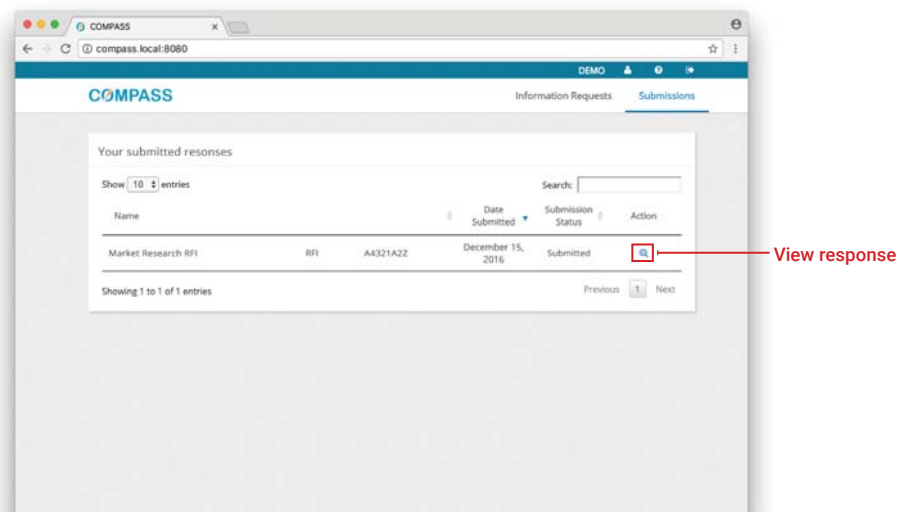 COMPASS
compass.local:8080
DEMO
COMPASS
Information Requests Submissions
Your submitted resonses
Show 10 entries
Search:
Name
Date Submitted
Submission Status
Action
Market Research RFI RFI A4321A2Z December 15, 2016 Submitted
View response
Showing 1 to 1 of 1 entries
Previous 1 Next